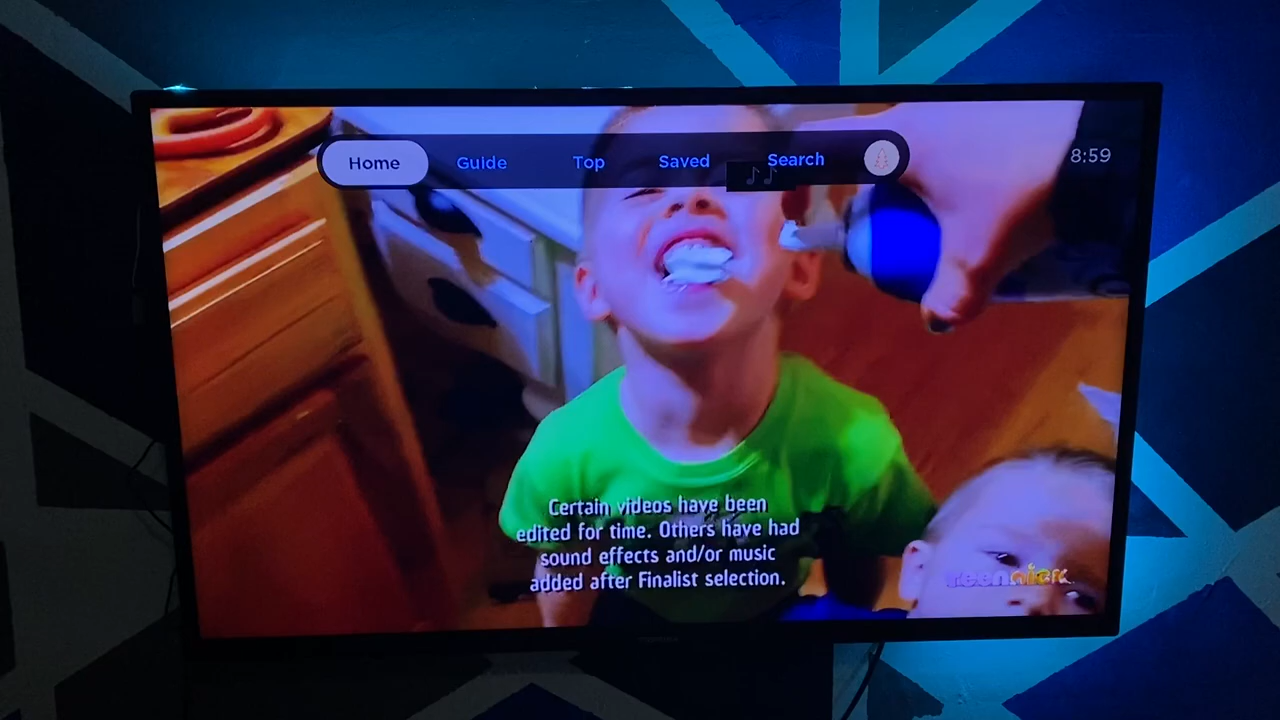 Home Guide Top Saved Search
8:59
Certain videos have been
edited for time. Others have had
sound effects and/or music
added after Finalist selection.
teennick